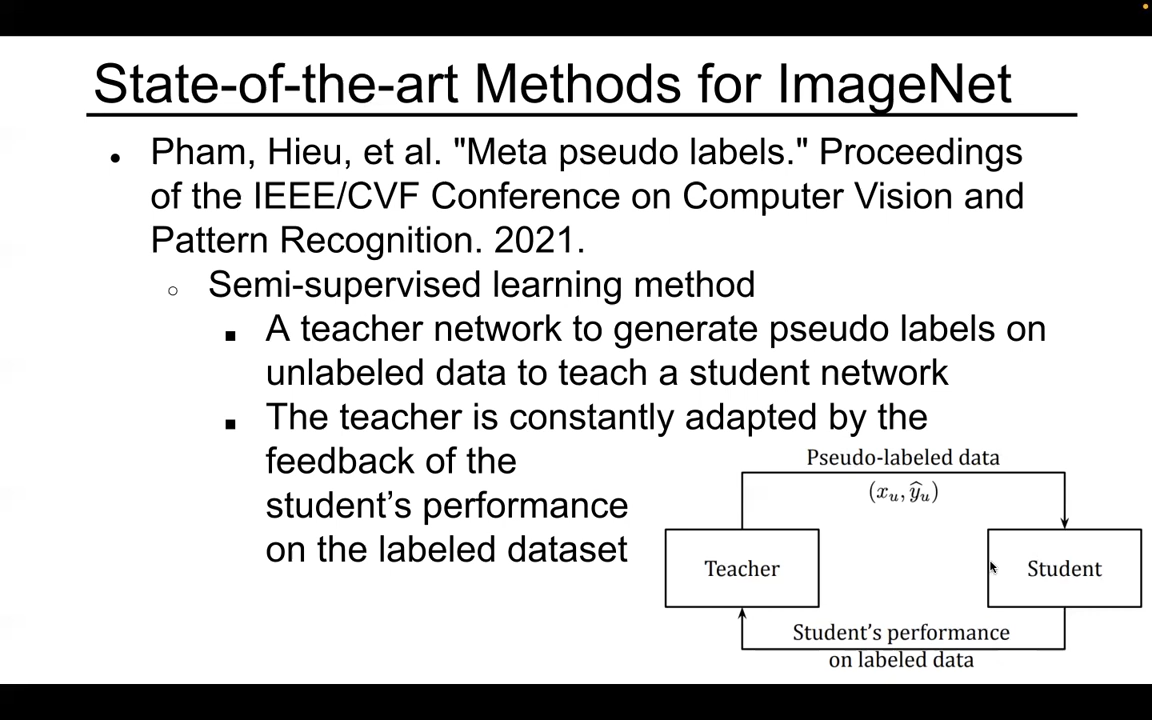 State-of-the-art Methods for ImageNet
● Pham, Hieu, et al. "Meta pseudo labels." Proceedings
of the IEEE/CVF Conference on Computer Vision and
Pattern Recognition. 2021.
○ Semi-supervised learning method
■ A teacher network to generate pseudo labels on
unlabeled data to teach a student network
■ The teacher is constantly adapted by the
feedback of the
student’s performance
on the labeled dataset
Pseudo-labeled data
(x_u, ŷ_u)
Teacher
Student
Student’s performance
on labeled data